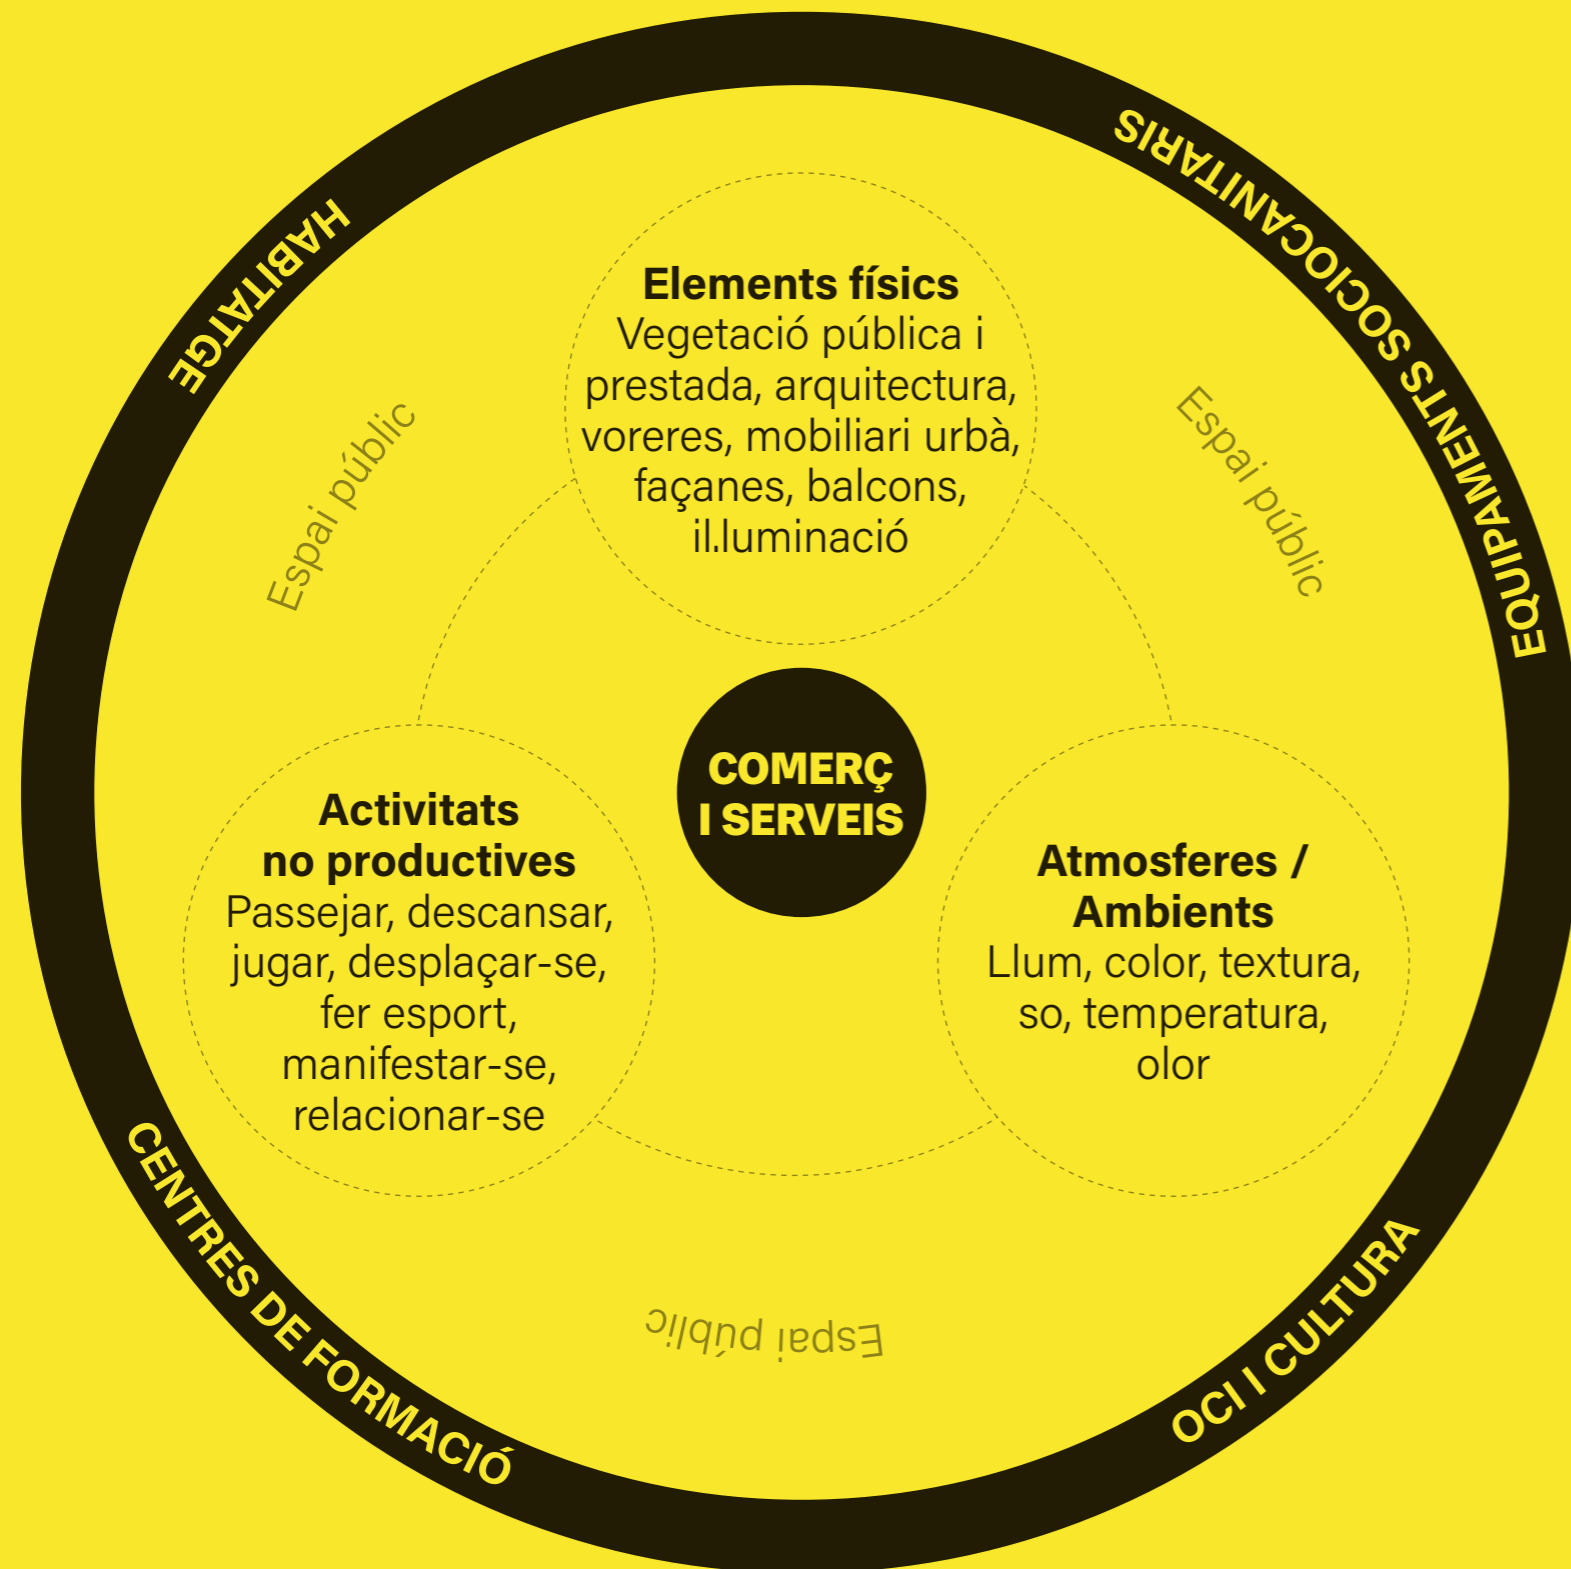 HABITATGE
EQUIPAMENTS SOCIOCANITARIS
Espai públic
Espai públic
Elements físics
Vegetació pública i
prestada, arquitectura,
voreres, mobiliari urbà,
façanes, balcons,
il.luminació
COMERÇ
I SERVEIS
Activitats
no productives
Passejar, descansar,
jugar, desplaçar-se,
fer esport,
manifestar-se,
relacionar-se
Atmosferes /
Ambients
Llum, color, textura,
so, temperatura,
olor
Espai públic
CENTRES DE FORMACIÓ
OCI I CULTURA